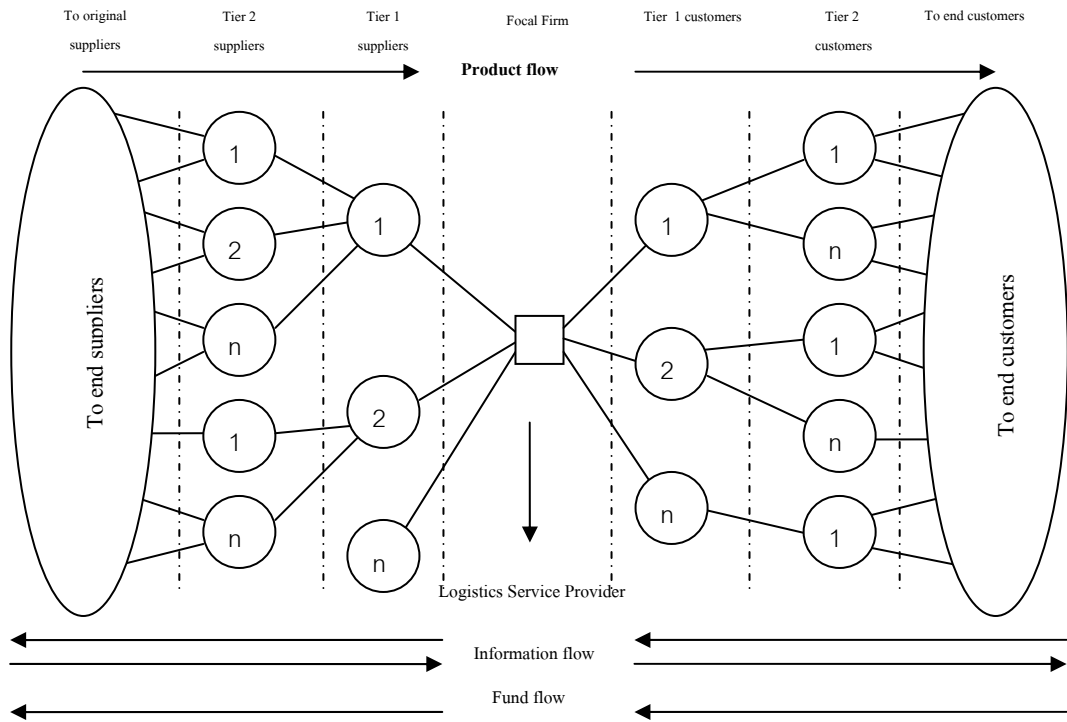 To original
suppliers
Tier 2
suppliers
Tier 1
suppliers
Focal Firm
Tier 1 customers
Tier 2
customers
To end customers
Product flow
To end suppliers
1
2
n
1
n
1
2
n
1
2
n
1
n
1
n
1
To end customers
Logistics Service Provider
Information flow
Fund flow